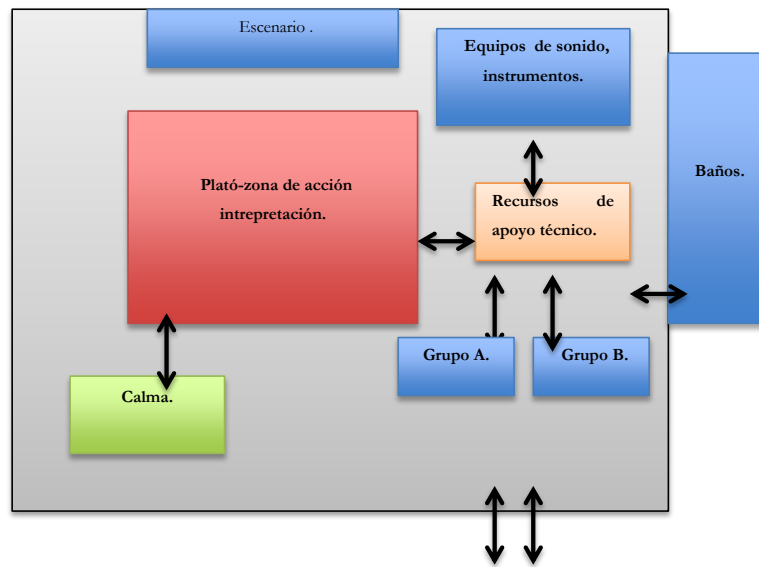 Escenario .
Equipos de sonido,
instrumentos.
Plató-zona de acción
intrepretación.
Baños.
Recursos de
apoyo técnico.
Grupo A.
Grupo B.
Calma.